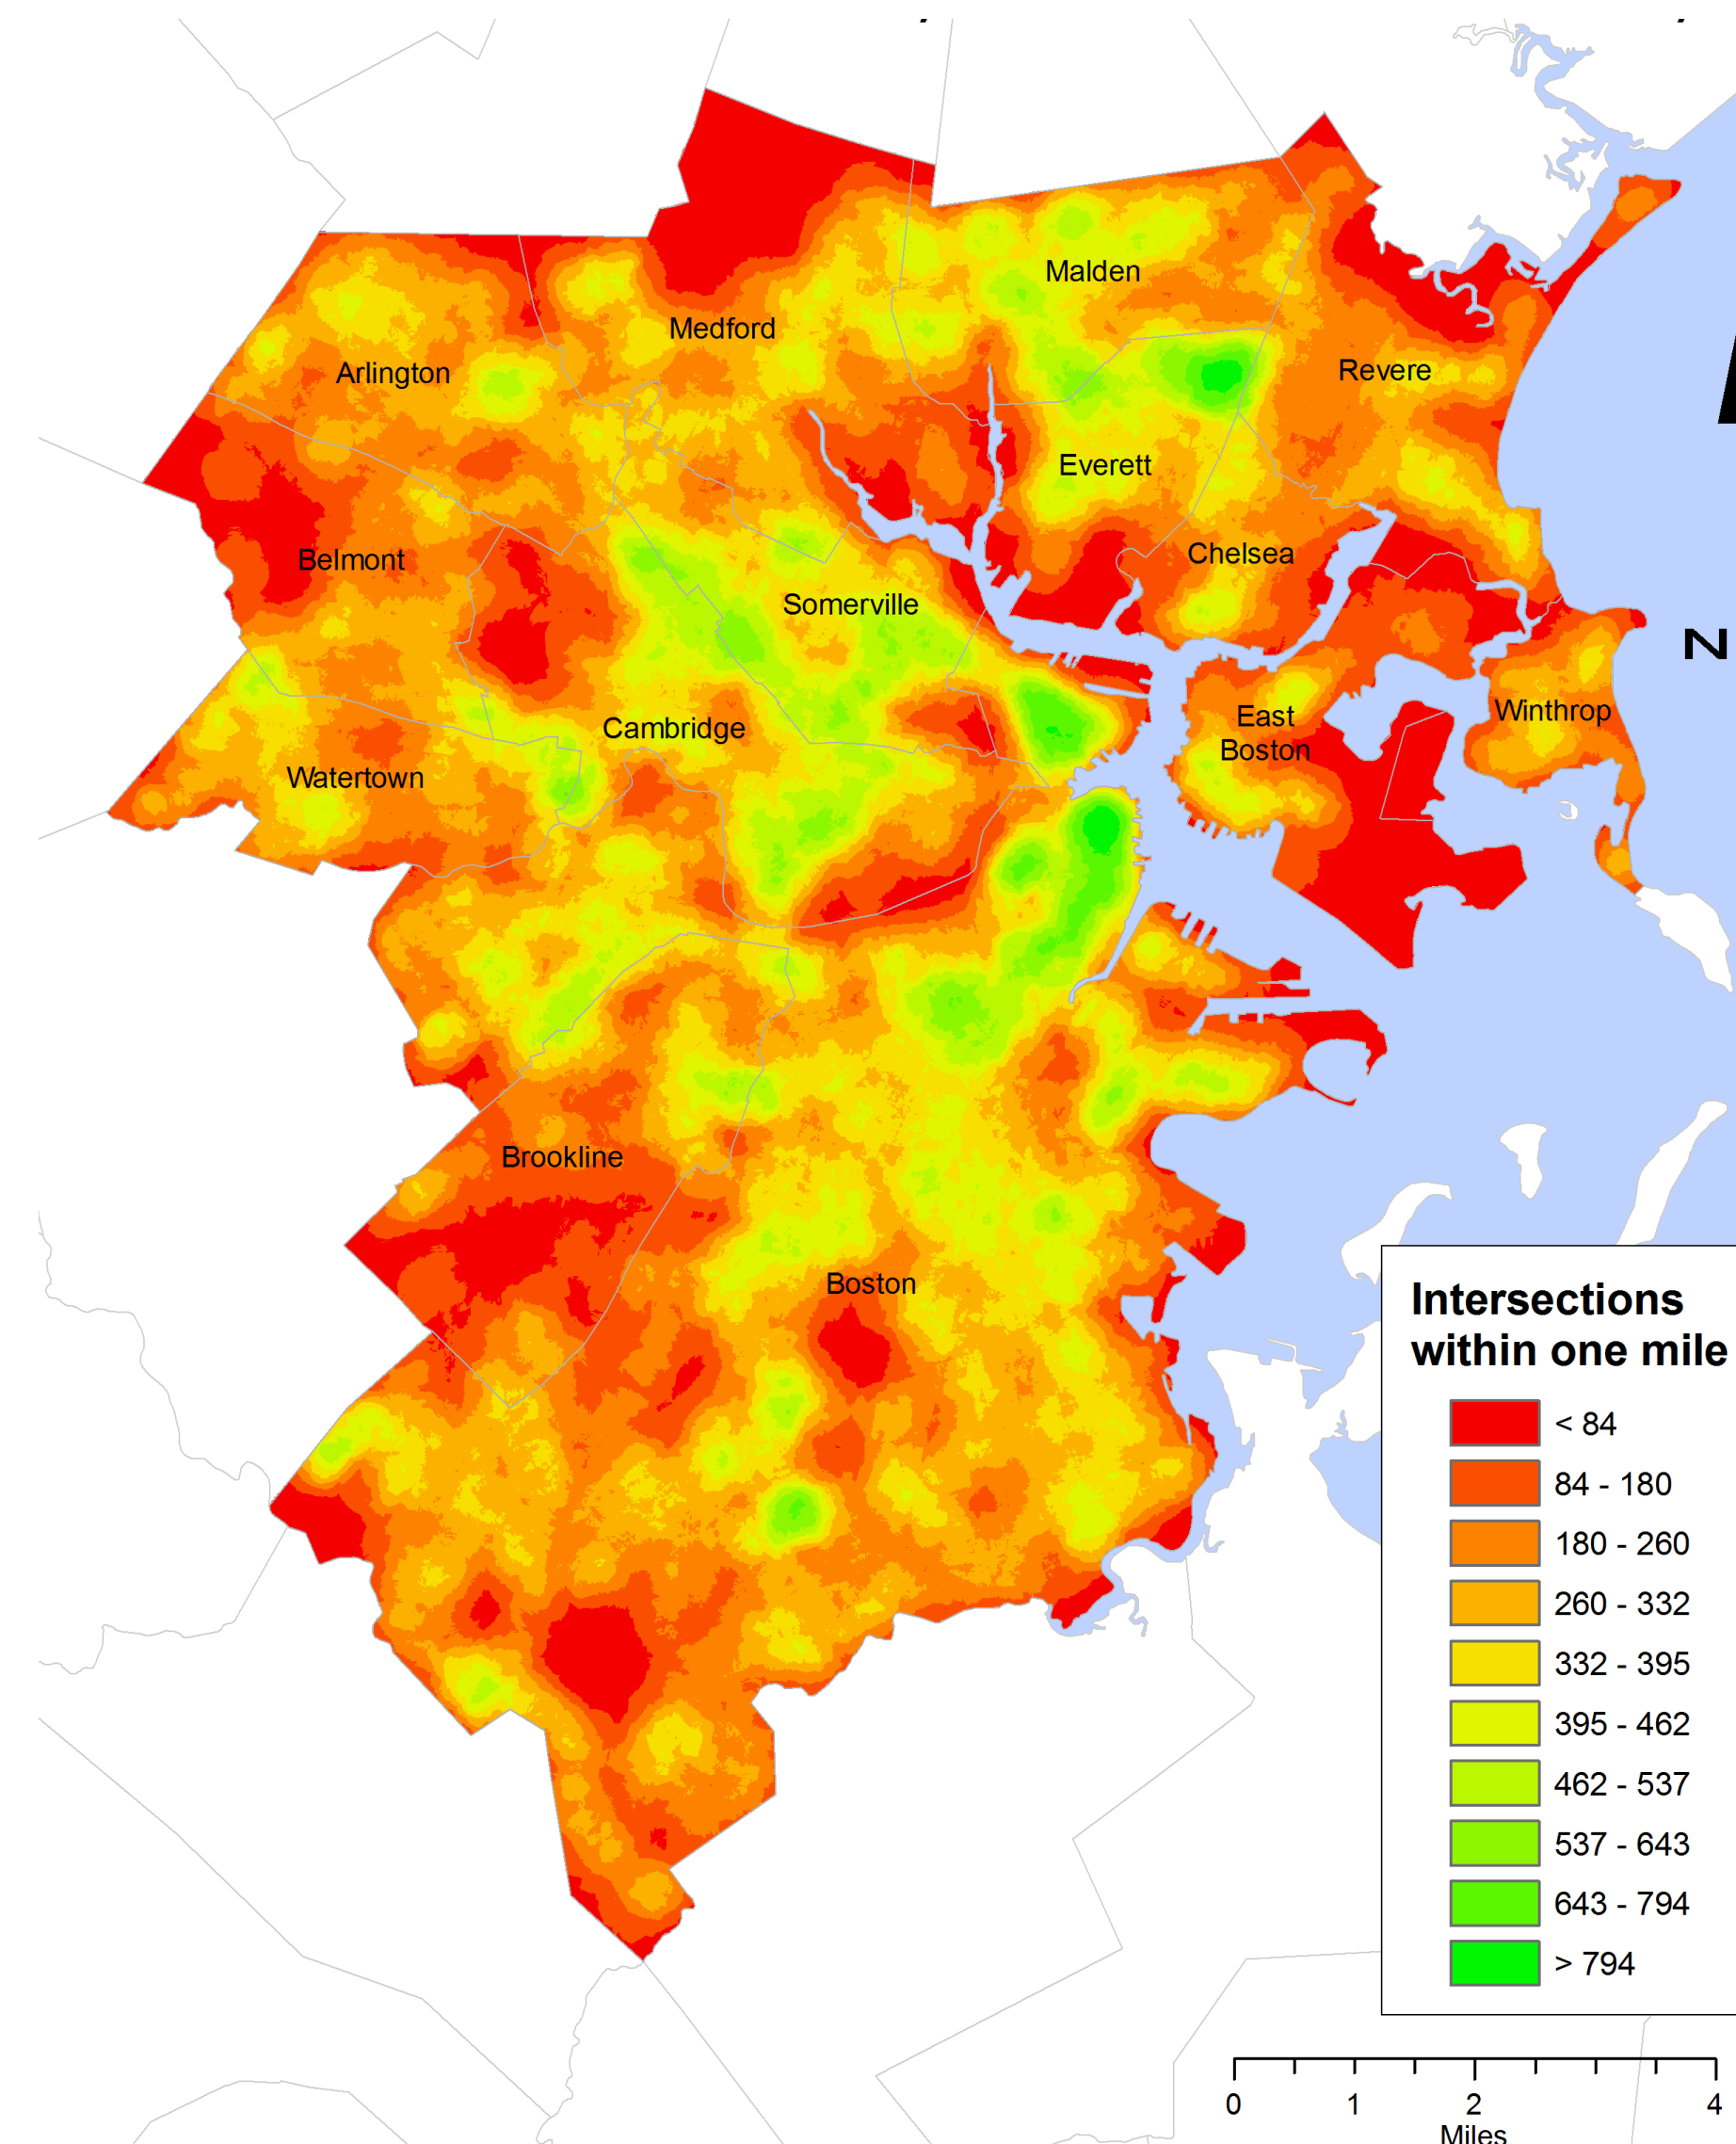 Malden
Medford
Arlington
Revere
Everett
Belmont
Chelsea
Somerville
N
Cambridge
East
Boston
Winthrop
Watertown
Brookline
Boston
Intersections
within one mile
< 84
84 - 180
180 - 260
260 - 332
332 - 395
395 - 462
462 - 537
537 - 643
643 - 794
> 794
0 1 2 4
Miles